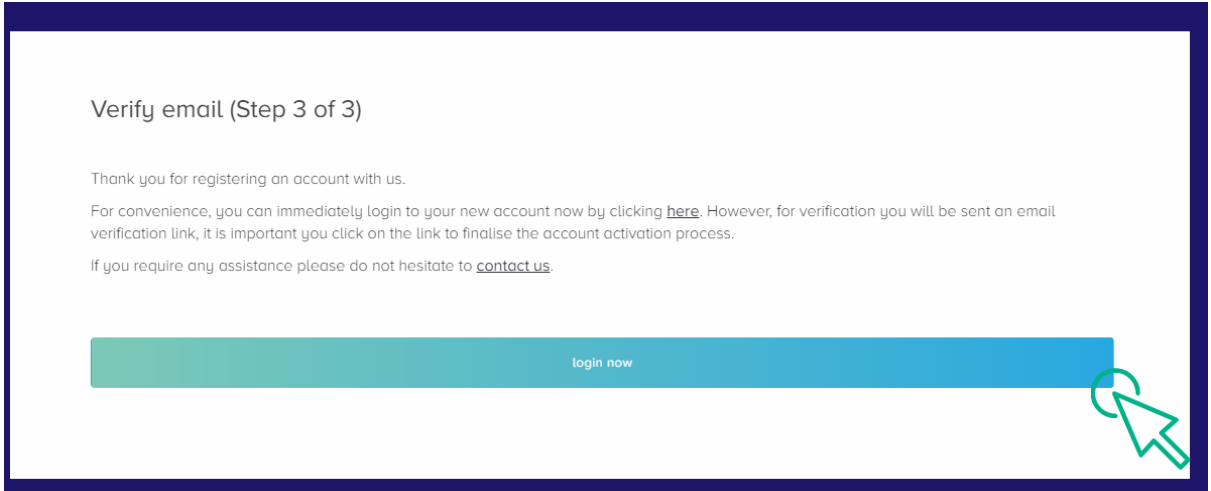 Verify email (Step 3 of 3)
Thank you for registering an account with us.
For convenience, you can immediately login to your new account now by clicking here. However, for verification you will be sent an email
verification link, it is important you click on the link to finalise the account activation process.
If you require any assistance please do not hesitate to contact us.
login now